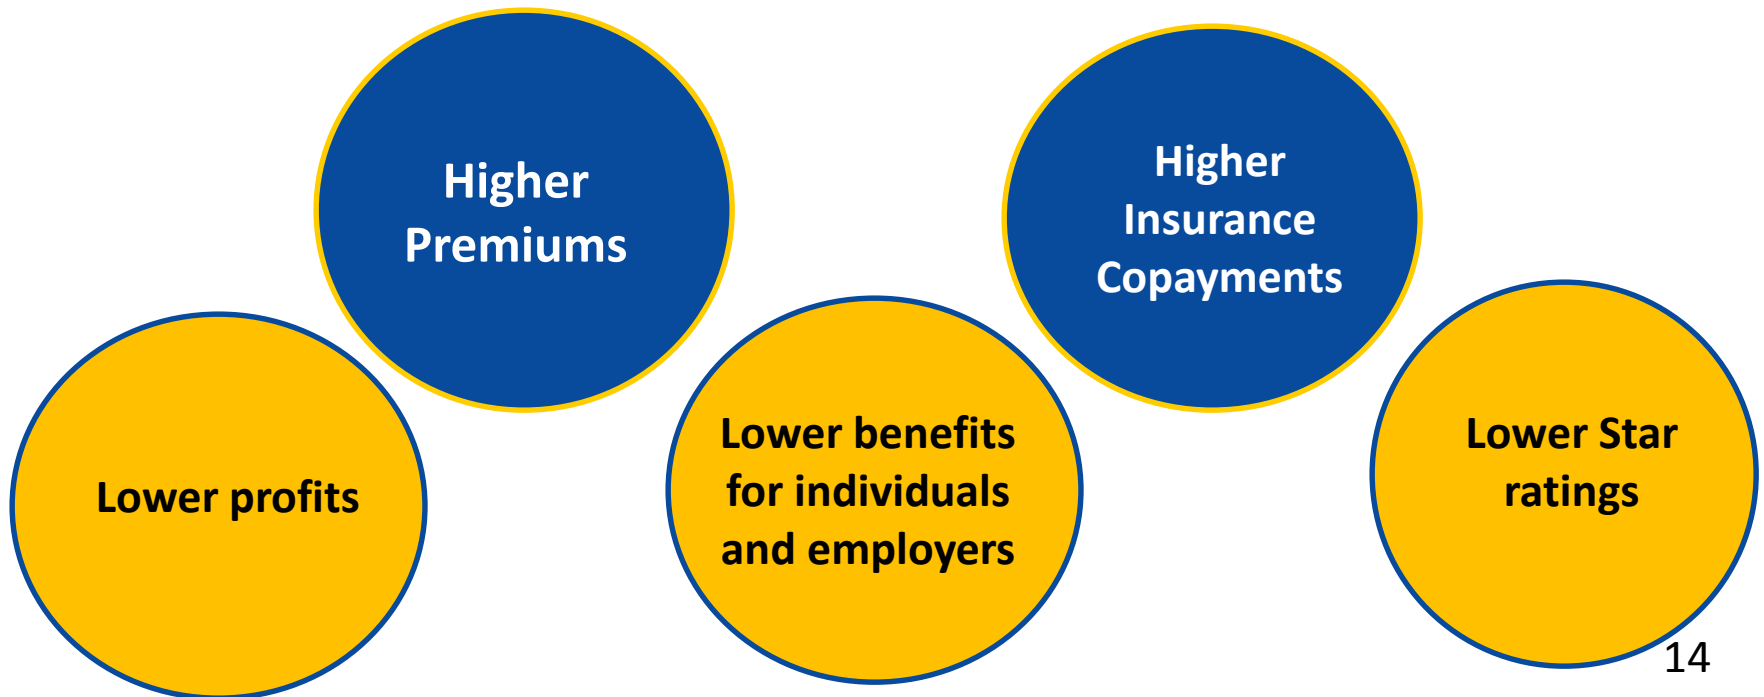 Higher
Premiums
Higher
Insurance
Copayments
Lower profits
Lower benefits
for individuals
and employers
Lower Star
ratings
14